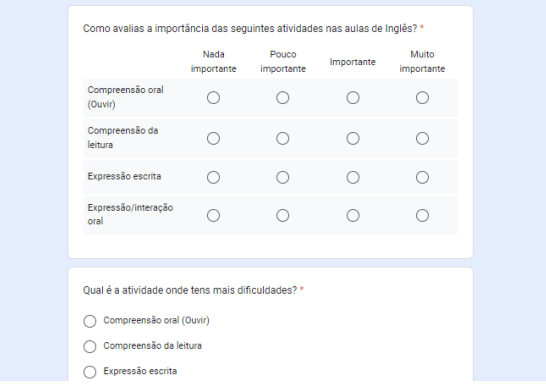 Como avalias a importância das seguintes atividades nas aulas de Inglês? *
Nada importante
Pouco importante
Importante
Muito importante
Compreensão oral (Ouvir)
Compreensão da leitura
Expressão escrita
Expressão/interação oral
Qual é a atividade onde tens mais dificuldades? *
Compreensão oral (Ouvir)
Compreensão da leitura
Expressão escrita